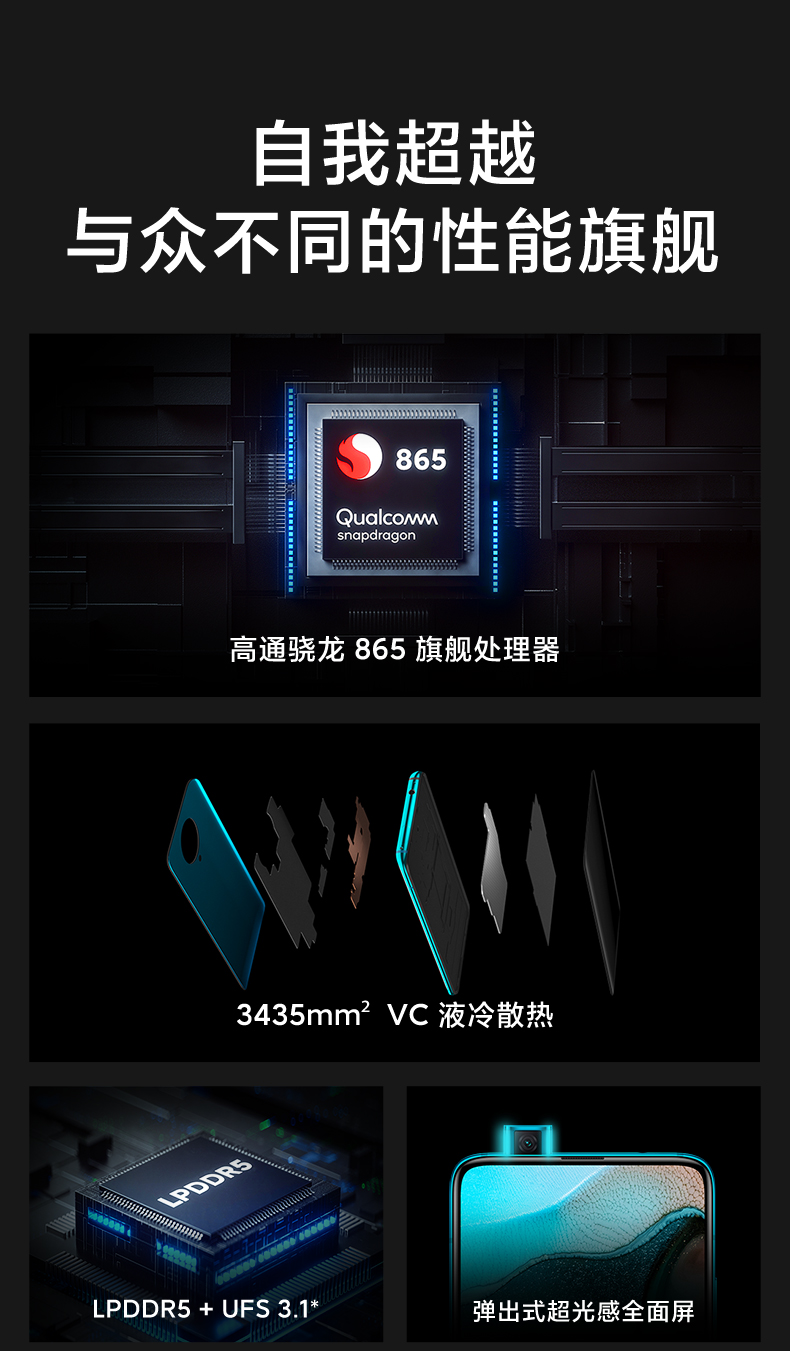 自我超越
与众不同的性能旗舰
865
Qualcomm
snapdragon
高通骁龙 865 旗舰处理器
3435mm² VC 液冷散热
LPDDR5
LPDDR5 + UFS 3.1*
弹出式超光感全面屏